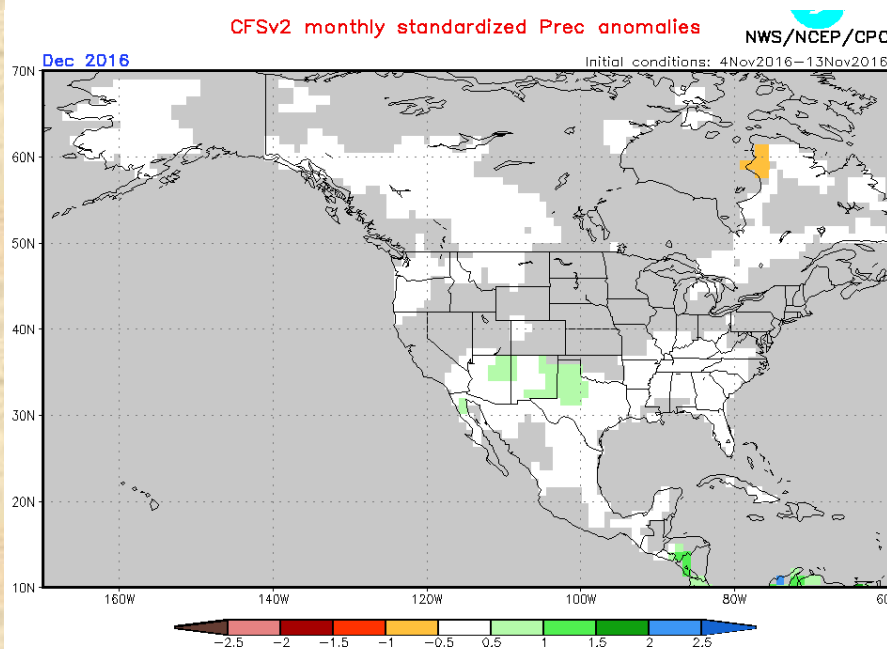 CFSv2 monthly standardized Prec anomalies
NWS/NCEP/CPC
Dec 2016
Initial conditions: 4Nov2016-13Nov2016
70N
60N
50N
40N
30N
20N
10N
160W 140W 120W 100W 80W 60
-2.5 -2 -1.5 -1 -0.5 0.5 1 1.5 2 2.5